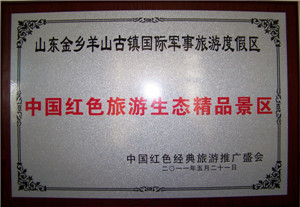 山东金乡羊山古镇国际军事旅游度假区
中国红色旅游生态精品景区
中国红色经典旅游推广盛会
二〇一一年五月二十一日